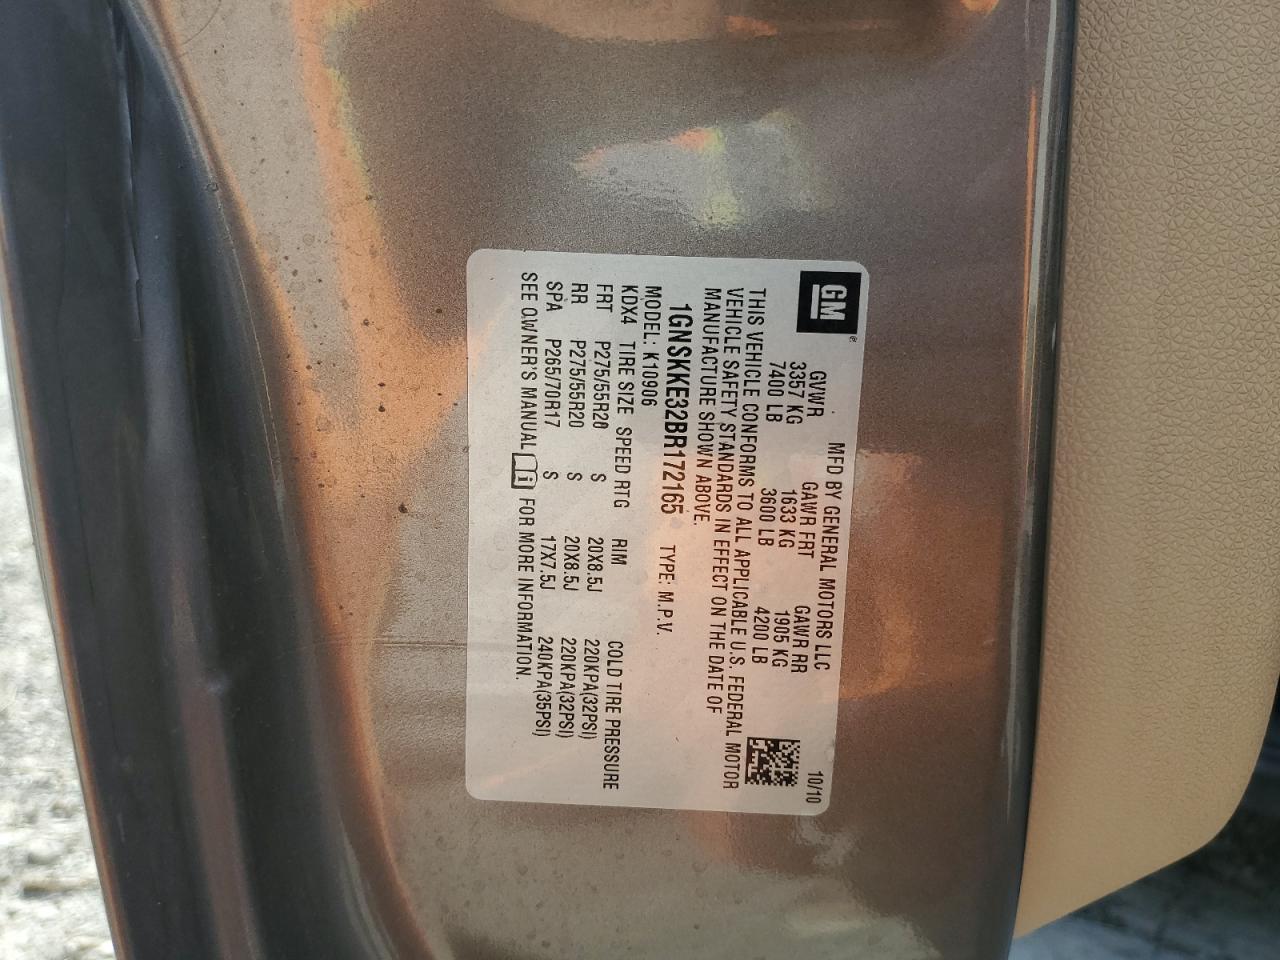 GM
MFD BY GENERAL MOTORS LLC 10/10
GVWR GAWR FRT GAWR RR
3357 KG 1633 KG 1905 KG
7400 LB 3600 LB 4200 LB
THIS VEHICLE CONFORMS TO ALL APPLICABLE U.S. FEDERAL MOTOR
VEHICLE SAFETY STANDARDS IN EFFECT ON THE DATE OF
MANUFACTURE SHOWN ABOVE.
1GNSKKE32BR172165 TYPE: M.P.V.
MODEL: K10906
KDX4 TIRE SIZE SPEED RTG RIM COLD TIRE PRESSURE
FRT P275/55R20 S 20X8.5J 220KPA(32PSI)
RR P275/55R20 S 20X8.5J 220KPA(32PSI)
SPA P265/70R17 S 17X7.5J 240KPA(35PSI)
SEE OWNER'S MANUAL i FOR MORE INFORMATION.